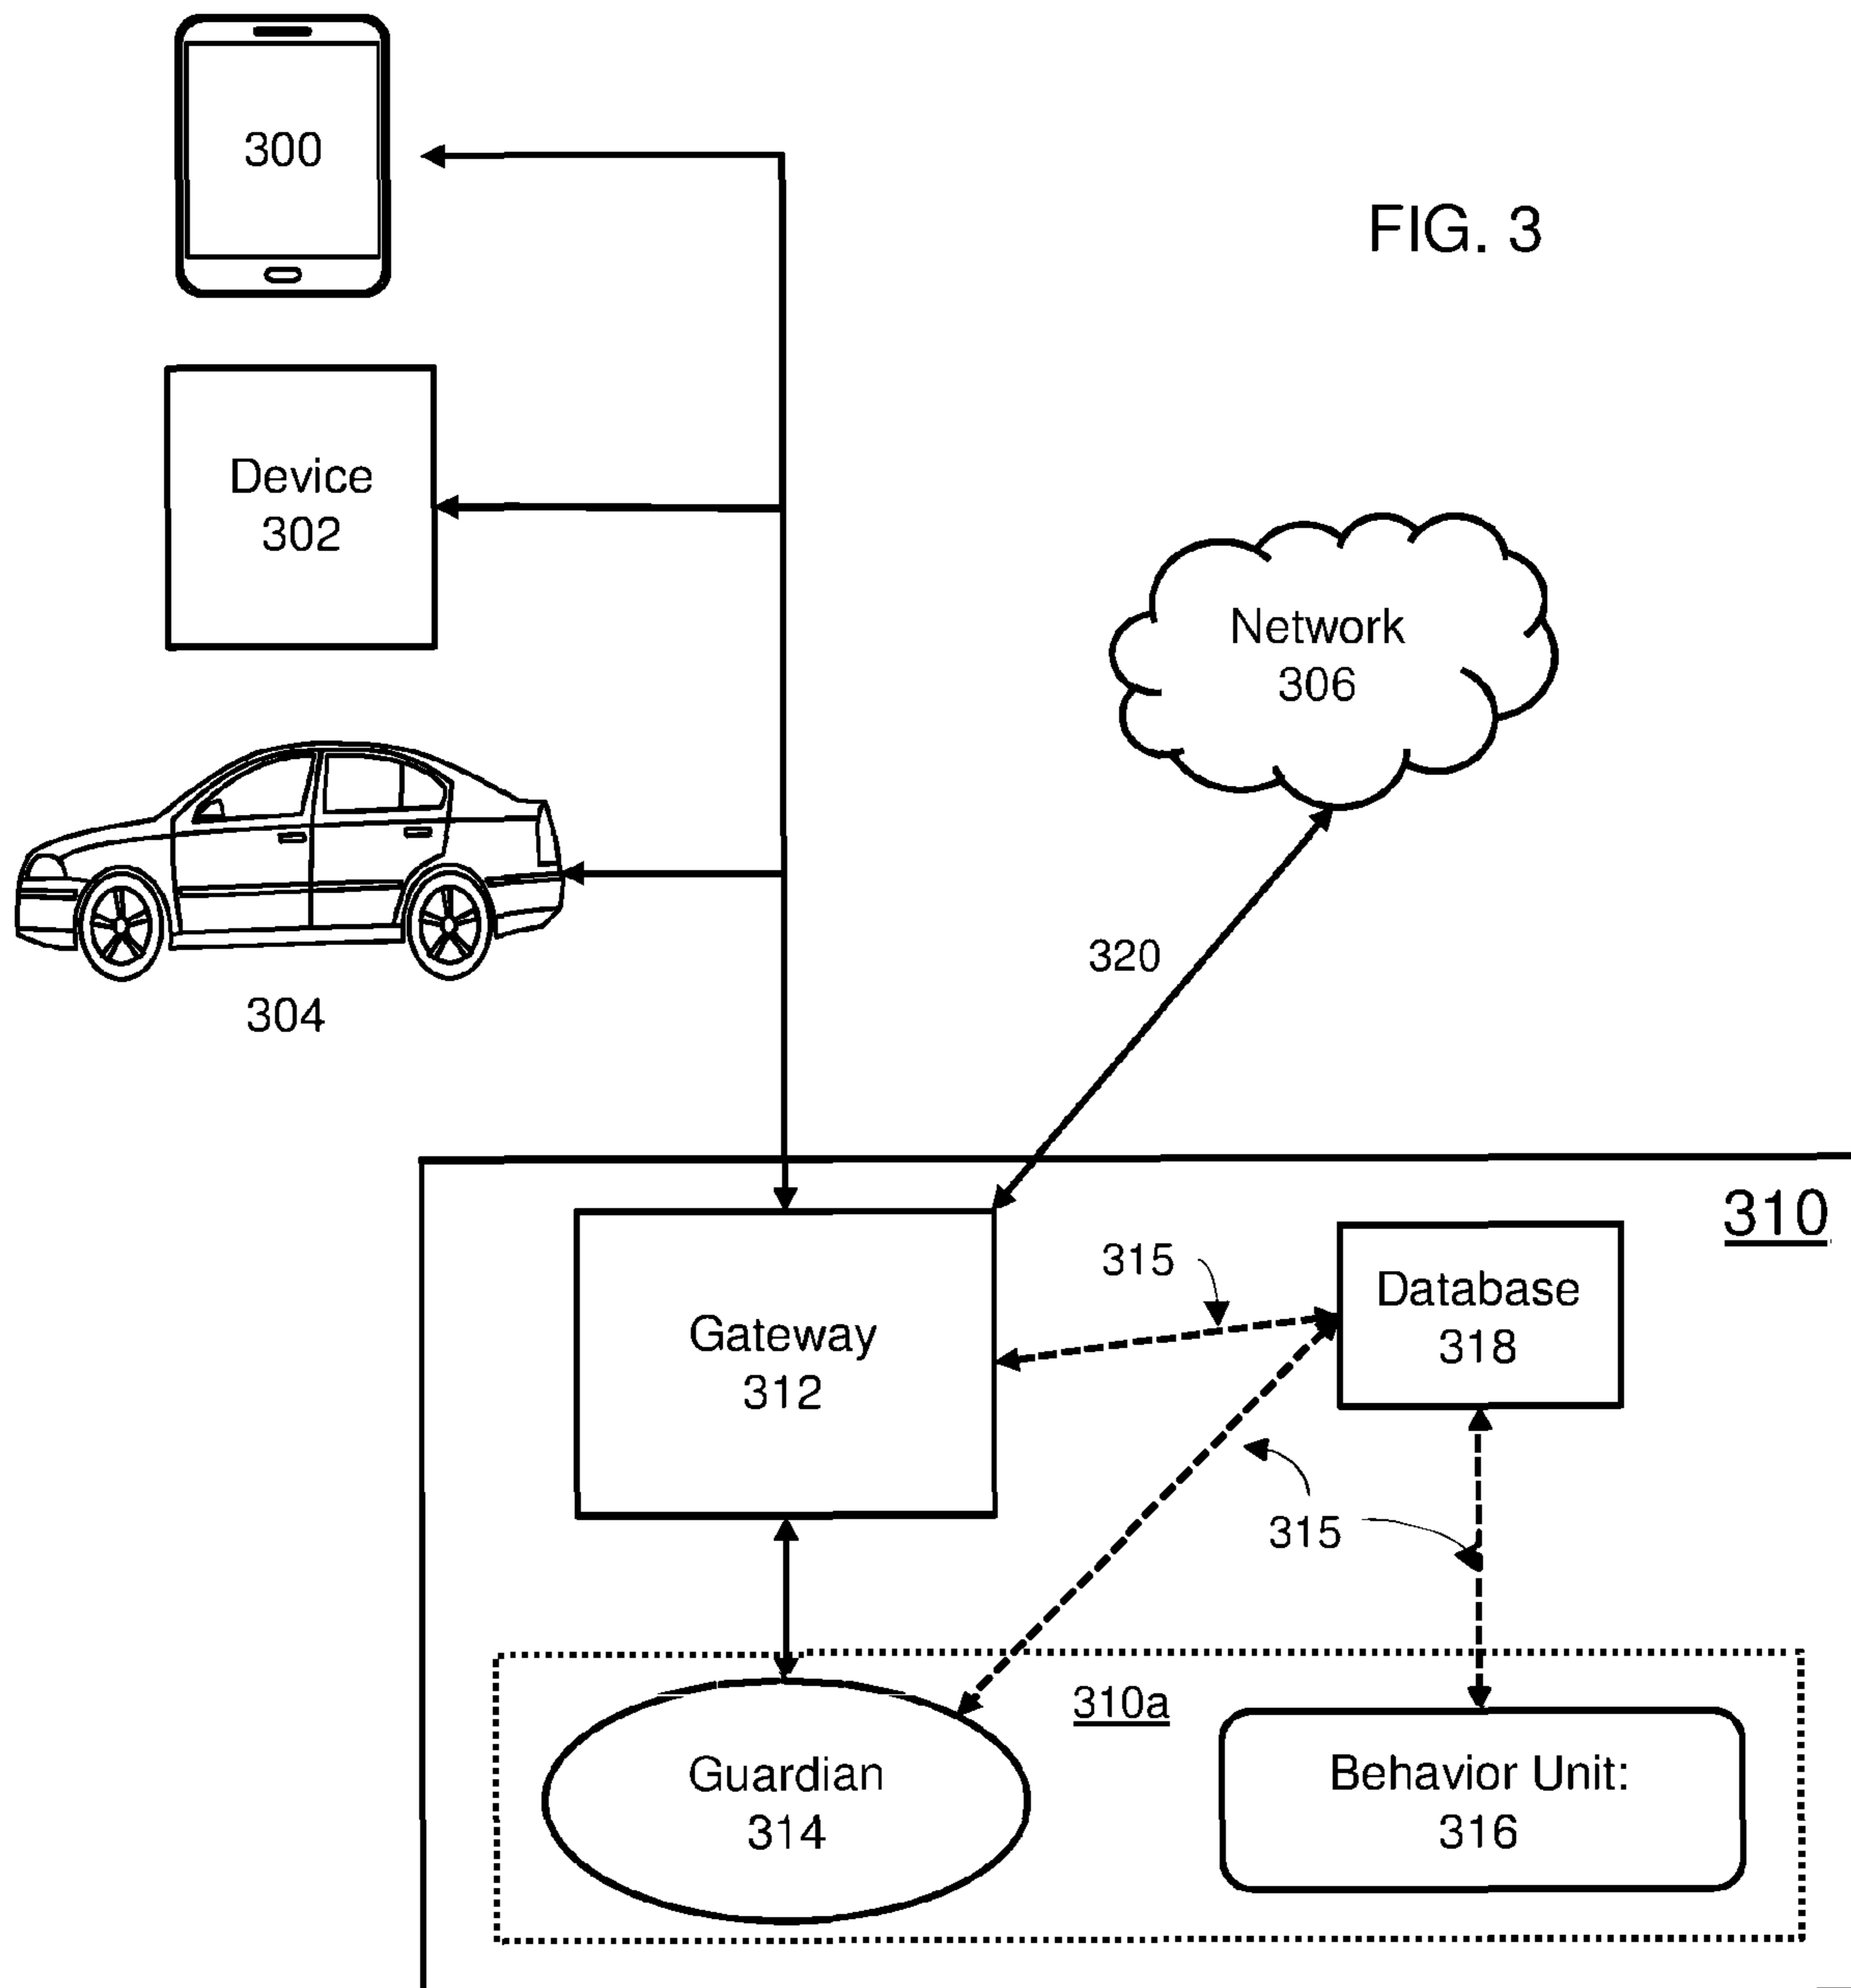 300
FIG. 3
Device
302
Network
306
304
320
310
315
Database
318
Gateway
312
315
310a
Guardian
314
Behavior Unit:
316